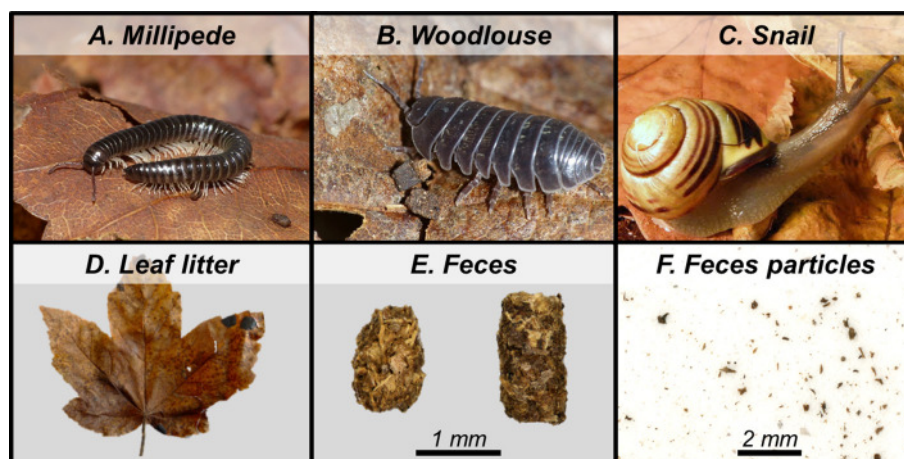 A. Millipede
B. Woodlouse
C. Snail
D. Leaf litter
E. Feces
F. Feces particles
1 mm
2 mm